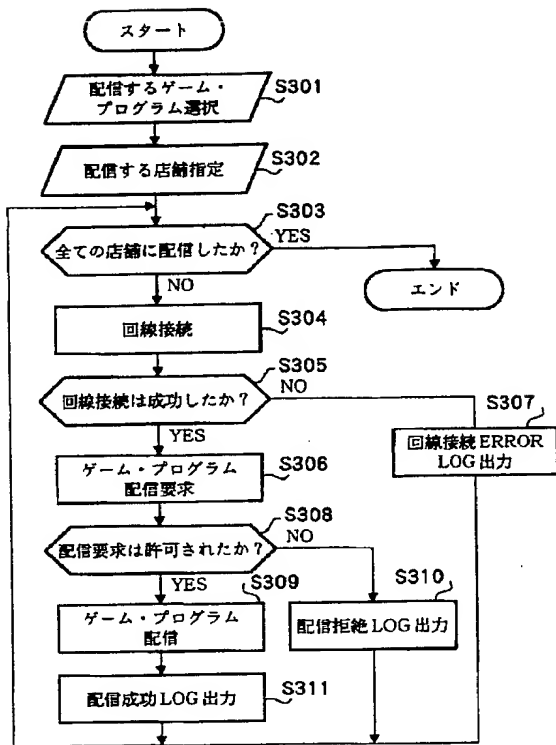 スタート
配信するゲーム・
プログラム選択
S301
配信する店舗指定
S302
S303
全ての店舗に配信したか?
YES
NO
エンド
回線接続
S304
S305
回線接続は成功したか?
NO
YES
S307
回線接続ERROR
LOG出力
ゲーム・プログラム
配信要求
S306
S308
配信要求は許可されたか?
NO
YES
S309
ゲーム・プログラム
配信
S310
配信拒絶LOG出力
配信成功LOG出力
S311